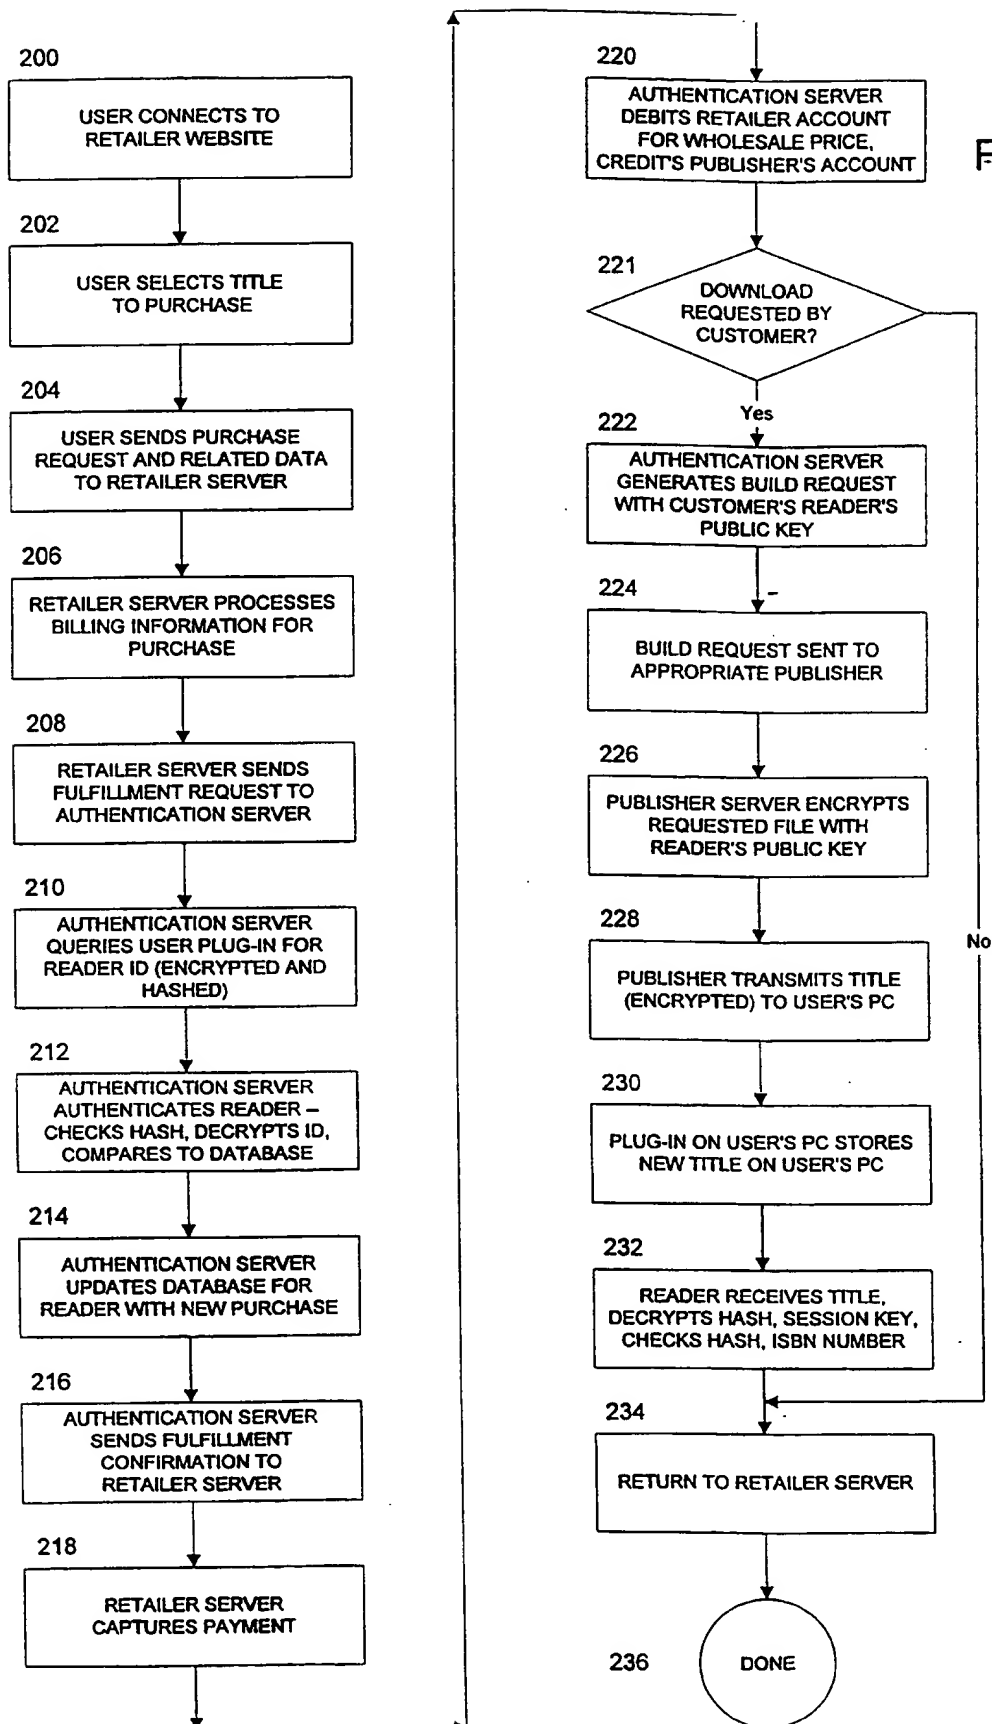 200
USER CONNECTS TO
RETAILER WEBSITE
202
USER SELECTS TITLE
TO PURCHASE
204
USER SENDS PURCHASE
REQUEST AND RELATED DATA
TO RETAILER SERVER
206
RETAILER SERVER PROCESSES
BILLING INFORMATION FOR
PURCHASE
208
RETAILER SERVER SENDS
FULFILLMENT REQUEST TO
AUTHENTICATION SERVER
210
AUTHENTICATION SERVER
QUERIES USER PLUG-IN FOR
READER ID (ENCRYPTED AND
HASHED)
212
AUTHENTICATION SERVER
AUTHENTICATES READER –
CHECKS HASH, DECRYPTS ID,
COMPARES TO DATABASE
214
AUTHENTICATION SERVER
UPDATES DATABASE FOR
READER WITH NEW PURCHASE
216
AUTHENTICATION SERVER
SENDS FULFILLMENT
CONFIRMATION TO
RETAILER SERVER
218
RETAILER SERVER
CAPTURES PAYMENT
220
AUTHENTICATION SERVER
DEBITS RETAILER ACCOUNT
FOR WHOLESALE PRICE,
CREDIT'S PUBLISHER'S ACCOUNT
F
221
DOWNLOAD
REQUESTED BY
CUSTOMER?
Yes
222
AUTHENTICATION SERVER
GENERATES BUILD REQUEST
WITH CUSTOMER'S READER'S
PUBLIC KEY
224
BUILD REQUEST SENT TO
APPROPRIATE PUBLISHER
226
PUBLISHER SERVER ENCRYPTS
REQUESTED FILE WITH
READER'S PUBLIC KEY
228
No
PUBLISHER TRANSMITS TITLE
(ENCRYPTED) TO USER'S PC
230
PLUG-IN ON USER'S PC STORES
NEW TITLE ON USER'S PC
232
READER RECEIVES TITLE,
DECRYPTS HASH, SESSION KEY,
CHECKS HASH, ISBN NUMBER
234
RETURN TO RETAILER SERVER
236
DONE